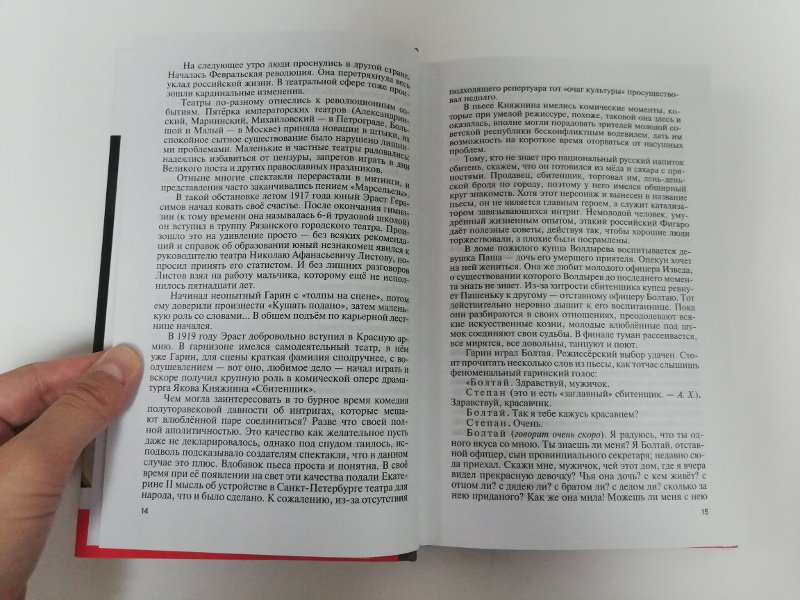 На следующее утро люди проснулись в другой стране.
Началась Февральская революция. Она перетряхнула весь
уклад российской жизни. В театральной сфере тоже про-
изошли кардинальные изменения.
Театры по-разному отнеслись к революционным со-
бытиям. Пятёрка императорских театров (Александрин-
ский, Мариинский, Михайловский — в Петрограде, Боль-
шой и Малый — в Москве) приняла новации в штыки, их
спокойное сытное существование было нарушено лишни-
ми проблемами. Маленькие и частные театры радовались:
надеялись избавиться от цензуры, запретов играть в дни
Великого поста и других православных праздников.
Отныне многие спектакли перерастали в митинги, и
представления часто заканчивались пением «Марсельезы».
В такой обстановке летом 1917 года юный Эраст Гера-
симов начал ковать своё счастье. После окончания гимна-
зии (к тому времени она называлась 6-й трудовой школой)
он вступил в труппу Рязанского городского театра. Прои-
зошло это на удивление просто — без всяких рекоменда-
ций и справок об образовании юный незнакомец явился к
руководителю театра Николаю Афанасьевичу Листову, по-
просил принять его статистом. И без лишних разговоров
Листов взял на работу мальчика, которому ещё не испол-
нилось пятнадцати лет.
Начинал неопытный Гарин с «толпы на сцене», потом
ему доверили произнести «Кушать подано», затем малень-
кую роль со словами... В общем подъём по карьерной лест-
нице начался.
В 1919 году Эраст добровольно вступил в Красную ар-
мию. В гарнизоне имелся самодеятельный театр, в нём
уже Гарин, для сцены краткая фамилия сподручнее, с во-
одушевлением — вот оно, любимое дело — начал играть и
вскоре получил крупную роль в комической опере драма-
турга Якова Княжнина «Сбитенщик».
Чем могла заинтересовать в то бурное время комедия
полуторавековой давности об интригах, которые меша-
ют влюблённой паре соединиться? Разве что своей пол-
ной аполитичностью. Это качество как желательное пусть
даже не декларировалось, однако под спудом таилось, ис-
подволь подсказывало создателям спектакля, что в данном
случае это плюс. Вдобавок пьеса проста и понятна. В своё
время при её появлении на свет эти качества подали Екате-
рине II мысль об устройстве в Санкт-Петербурге театра для
народа, что и было сделано. К сожалению, из-за отсутствия
14
подходящего репертуара тот «очаг культуры» просущество-
вал недолго.
В пьесе Княжнина имелись комические моменты, ко-
торые при умелой режиссуре, похоже, таковой она здесь и
оказалась, вполне могли порадовать зрителей молодой со-
ветской республики бесконфликтным водевилем, дать им
возможность на короткое время оторваться от насущных
проблем.
Тому, кто не знает про национальный русский напиток
сбитень, скажем, что он готовился из мёда и сахара с пря-
ностями. Продавец, сбитенщик, торговал им, день-день-
ской бродя по городу, поэтому у него имелся обширный
круг знакомств. Хотя этот персонаж и вынесен в название
пьесы, он не является главным героем, а служит катализа-
тором завязывающихся интриг. Немолодой человек, уму-
дрённый жизненным опытом, этакий российский Фигаро
даёт полезные советы, действуя так, чтобы хорошие люди
торжествовали, а плохие были посрамлены.
В доме пожилого купца Волдырева воспитывается де-
вушка Паша — дочь его умершего приятеля. Опекун хочет
на ней жениться. Она же любит молодого офицера Изведа,
о существовании которого Волдырев до последнего момен-
та знать не знает. Из-за хитрости сбитенщика купец ревну-
ет Пашеньку к другому — отставному офицеру Болтаю. Тот
действительно неровно дышит к его воспитаннице. Пока
они разбираются в своих отношениях, преодолевают вся-
кие искусственные козни, молодые влюблённые под шу-
мок соединяют свои судьбы. В финале туман рассеивается,
все мирятся, все довольны, танцуют и поют.
Гарин играл Болтая. Режиссёрский выбор удачен. Сто-
ит прочитать несколько слов из пьесы, как тотчас слышишь
феноменальный гаринский голос:
«Болтай. Здравствуй, мужичок.
Степан (это и есть «заглавный» сбитенщик. — А. Х.).
Здравствуй, красавчик.
Болтай. Так я тебе кажусь красавцем?
Степан. Очень.
Болтай (говорит очень скоро). Я радуюсь, что ты од-
ного вкуса со мною. Ты знаешь ли меня? Я Болтай, отстав-
ной офицер, сын провинциального секретаря; недавно сю-
да приехал. Скажи мне, мужичок, чей этот дом, где я вчера
видел прекрасную девочку? Чья она дочь? с кем живёт? с
отцом ли? с дядею ли? с братом ли? с делом ли? сколько за
нею приданого? Как же она мила! Можешь ли меня с нею
15